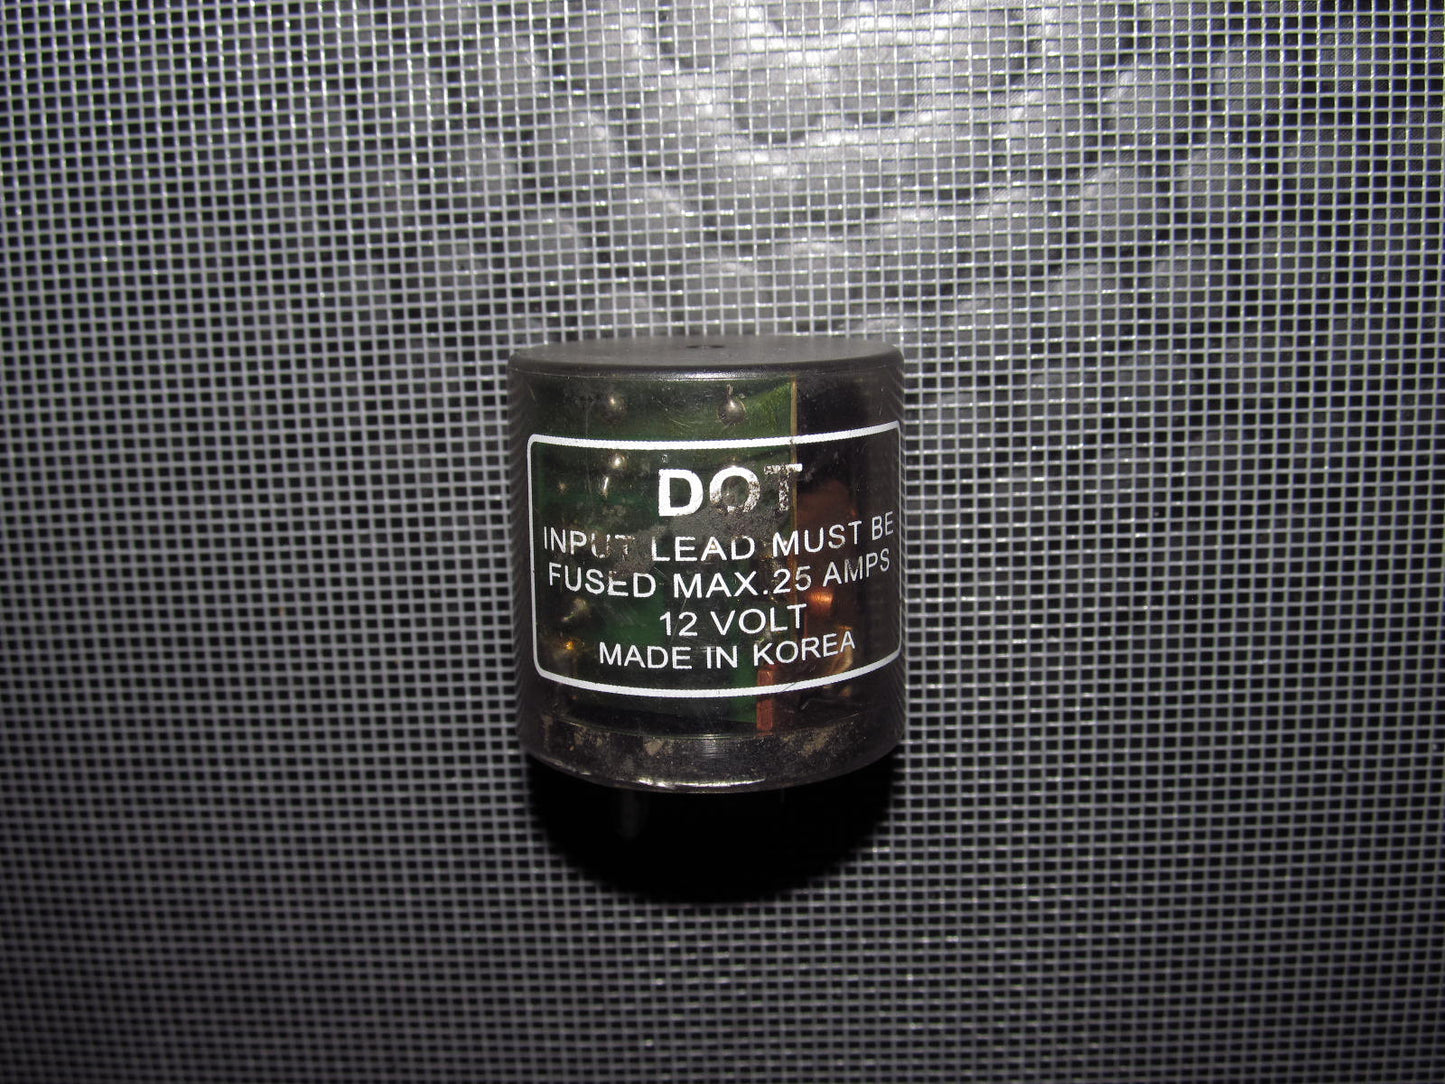 DOT
INPUT LEAD MUST BE
FUSED MAX.25 AMPS
12 VOLT
MADE IN KOREA